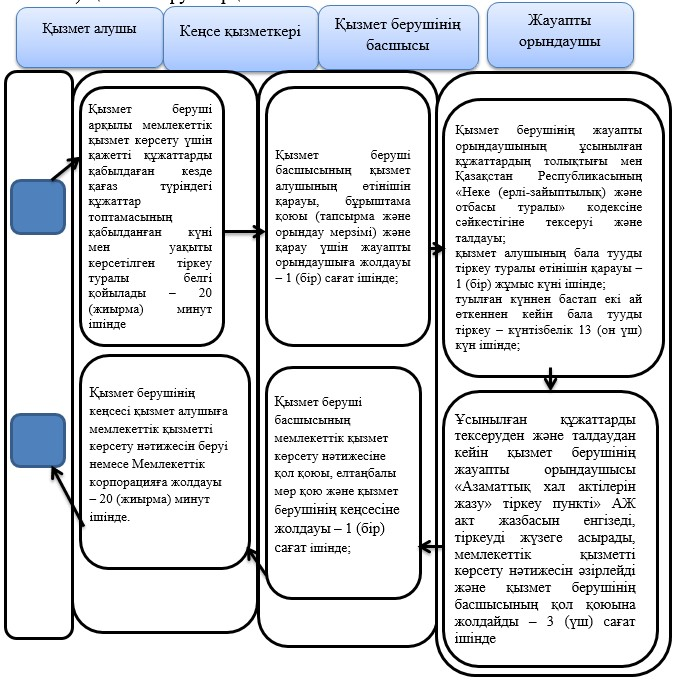 Қызмет алушы
Кеңсе қызметкері
Қызмет берушінің
басшысы
Жауапты
орындаушы
Қызмет беруші
арқылы мемлекеттік
қызмет көрсету үшін
қажетті құжаттарды
қабылдаған кезде
қағаз түріндегі
құжаттар
топтамасының
қабылданған күні
мен уақыты
көрсетілген тіркеу
туралы белгі
қойылады – 20
(жиырма) минут
ішінде
Қызмет беруші
басшысының қызмет
алушының өтінішін
қарауы, бұрыштама
қоюы (тапсырма және
орындау мерзімі) және
қарау үшін жауапты
орындаушыға жолдауы
– 1 (бір) сағат ішінде;
Қызмет берушінің жауапты
орындаушының ұсынылған
құжаттардың толықтығы мен
Қазақстан Республикасының
«Неке (ерлі-зайыптылық) және
отбасы туралы» кодексіне
сәйкестігіне тексеруі және
талдауы;
қызмет алушының бала тууды
тіркеу туралы өтінішін қарауы –
1 (бір) жұмыс күні ішінде;
туылған күннен бастап екі ай
өткеннен кейін бала тууды
тіркеу – күнтізбелік 13 (он үш)
күн ішінде;
Қызмет берушінің
кеңсесі қызмет алушыға
мемлекеттік қызметті
көрсету нәтижесін беруі
немесе Мемлекеттік
корпорацияға жолдауы
– 20 (жиырма) минут
ішінде.
Қызмет беруші
басшысының
мемлекеттік қызмет
көрсету нәтижесіне
қол қоюы, елтаңбалы
мөр қою және қызмет
берушінің кеңсесіне
жолдауы – 1 (бір)
сағат ішінде;
Ұсынылған құжаттарды
тексеруден және талдаудан
кейін қызмет берушінің
жауапты орындаушысы
«Азаматтық хал актілерін
жазу» тіркеу пункті» АЖ
акт жазбасын енгізеді,
тіркеуді жүзеге асырады,
мемлекеттік қызметті
көрсету нәтижесін әзірлейді
және қызмет берушінің
басшысының қол қоюына
жолдайды – 3 (үш) сағат
ішінде